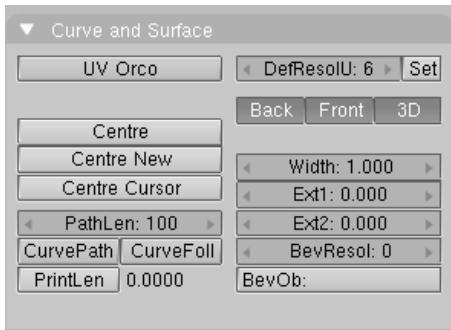 Curve and Surface
UV Orco
DefResolU: 6
Set
Back
Front
3D
Centre
Centre New
Centre Cursor
Width: 1.000
Ext1: 0.000
PathLen: 100
Ext2: 0.000
CurvePath
CurveFoll
BevResol: 0
PrintLen
0.0000
BevOb: